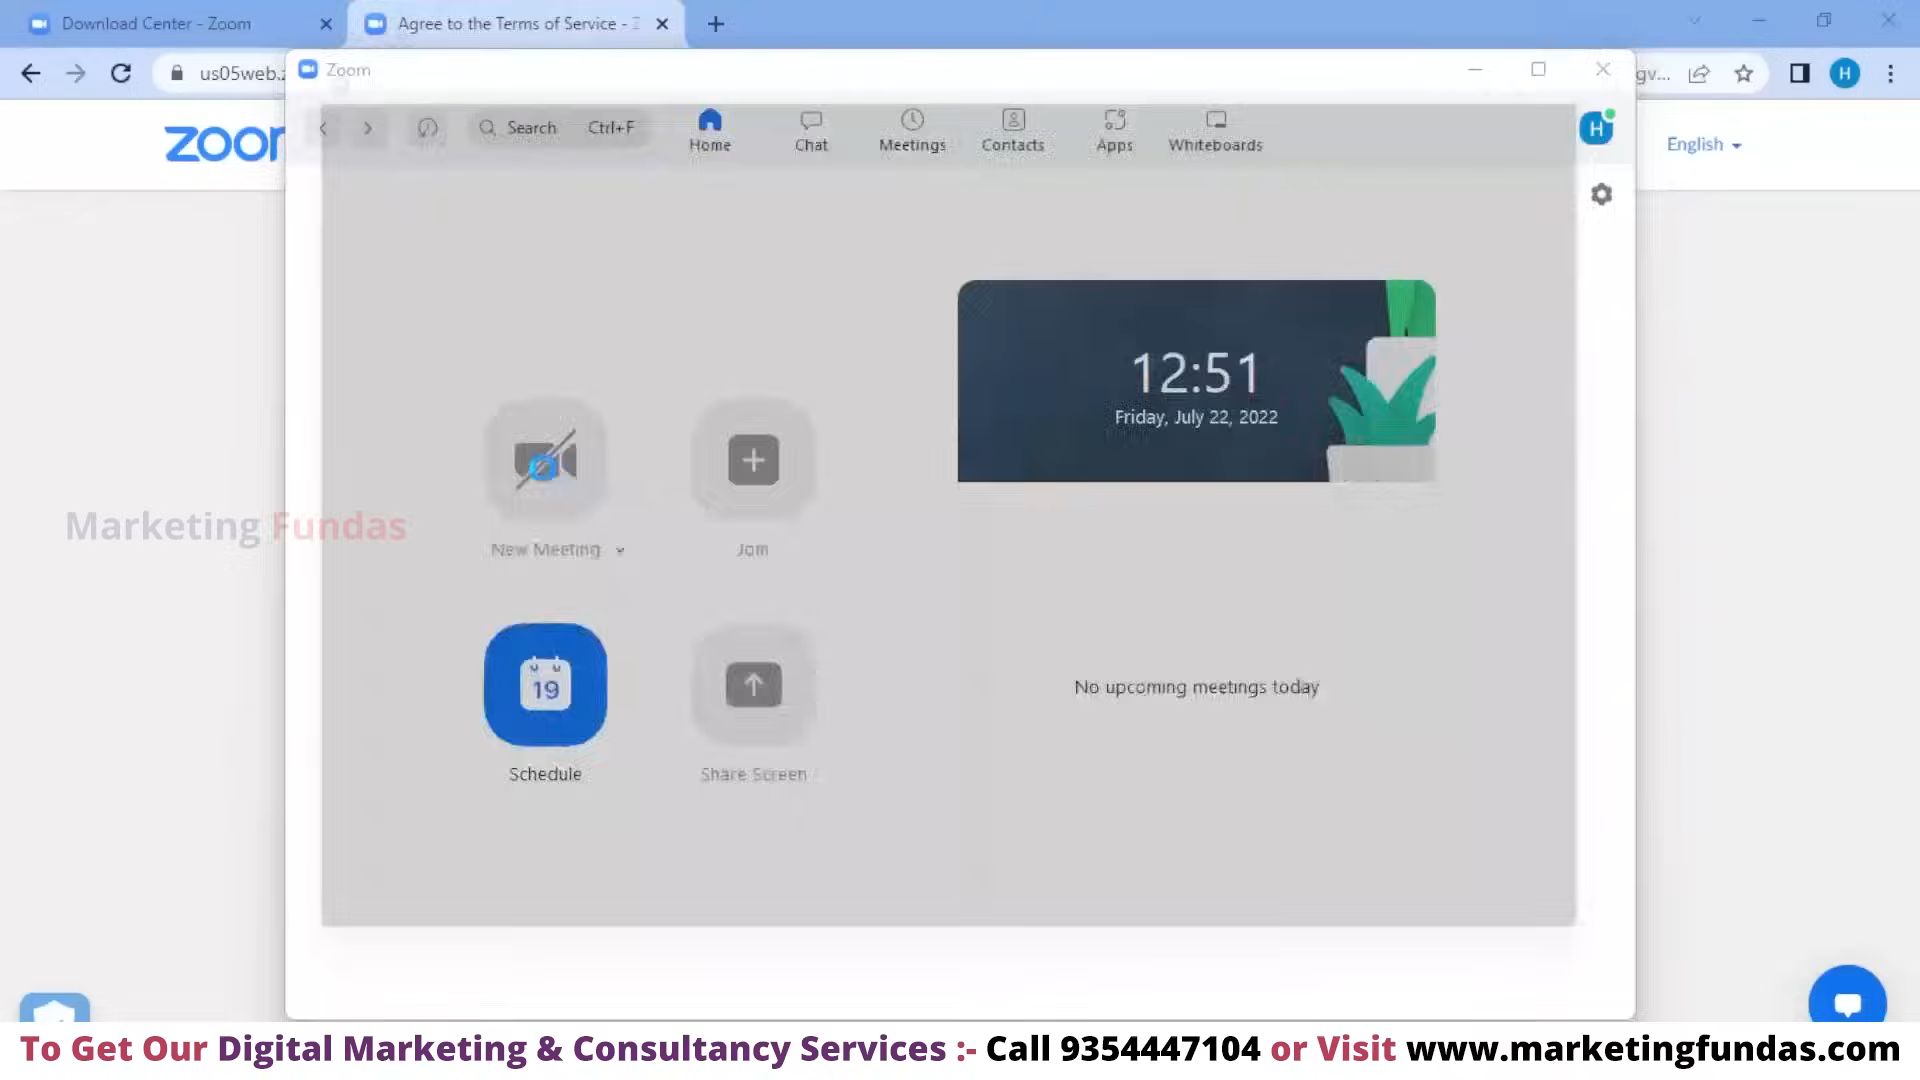 Download Center - Zoom
Agree to the Terms of Service - Z
us05web.z
gv...
H
Zoom
zoom
Search Ctrl+F
Home
Chat
Meetings
Contacts
Apps
Whiteboards
H
English
12:51
Friday, July 22, 2022
Marketing Fundas
New Meeting
Join
19
Schedule
Share Screen
No upcoming meetings today
To Get Our Digital Marketing & Consultancy Services :- Call 9354447104 or Visit www.marketingfundas.com